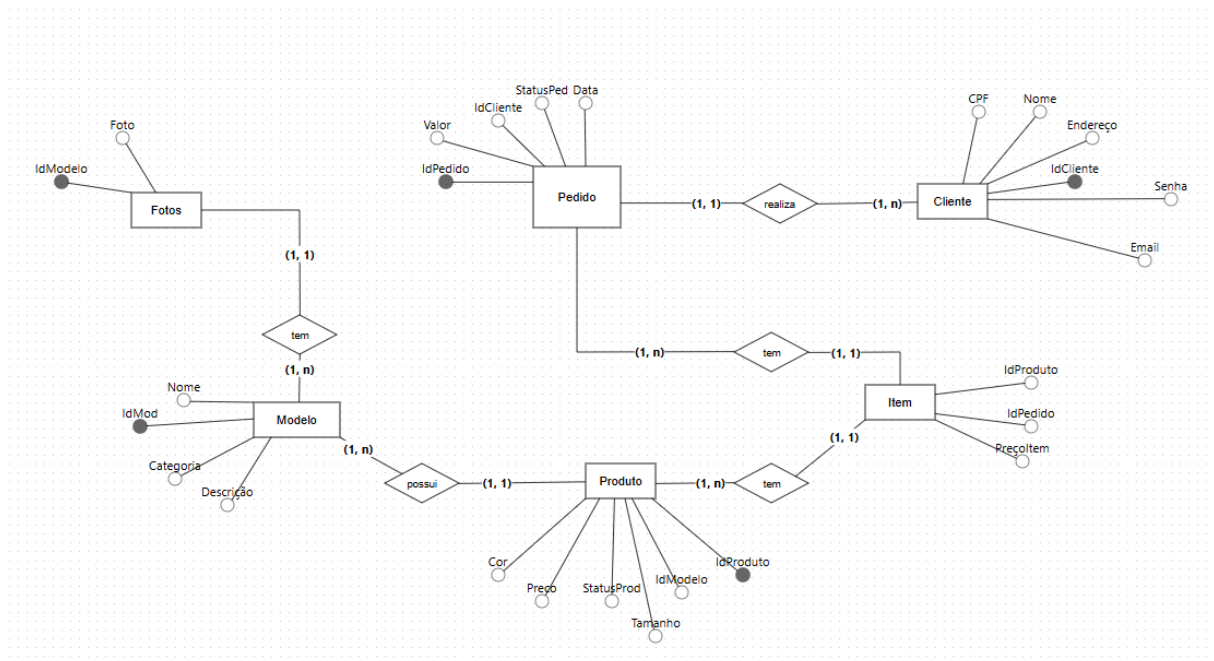 StatusPed
Data
IdCliente
Valor
IdPedido
Pedido
CPF
Nome
Endereço
IdCliente
Senha
Email
Cliente
(1, 1)
realiza
(1, n)
Foto
IdModelo
Fotos
(1, 1)
tem
(1, n)
Nome
IdMod
Modelo
Categoria
Descrição
(1, n)
tem
(1, 1)
Item
IdProduto
IdPedido
PreçoItem
(1, 1)
(1, n)
possui
(1, 1)
Produto
(1, n)
tem
Cor
Preço
StatusProd
Tamanho
IdModelo
IdProduto